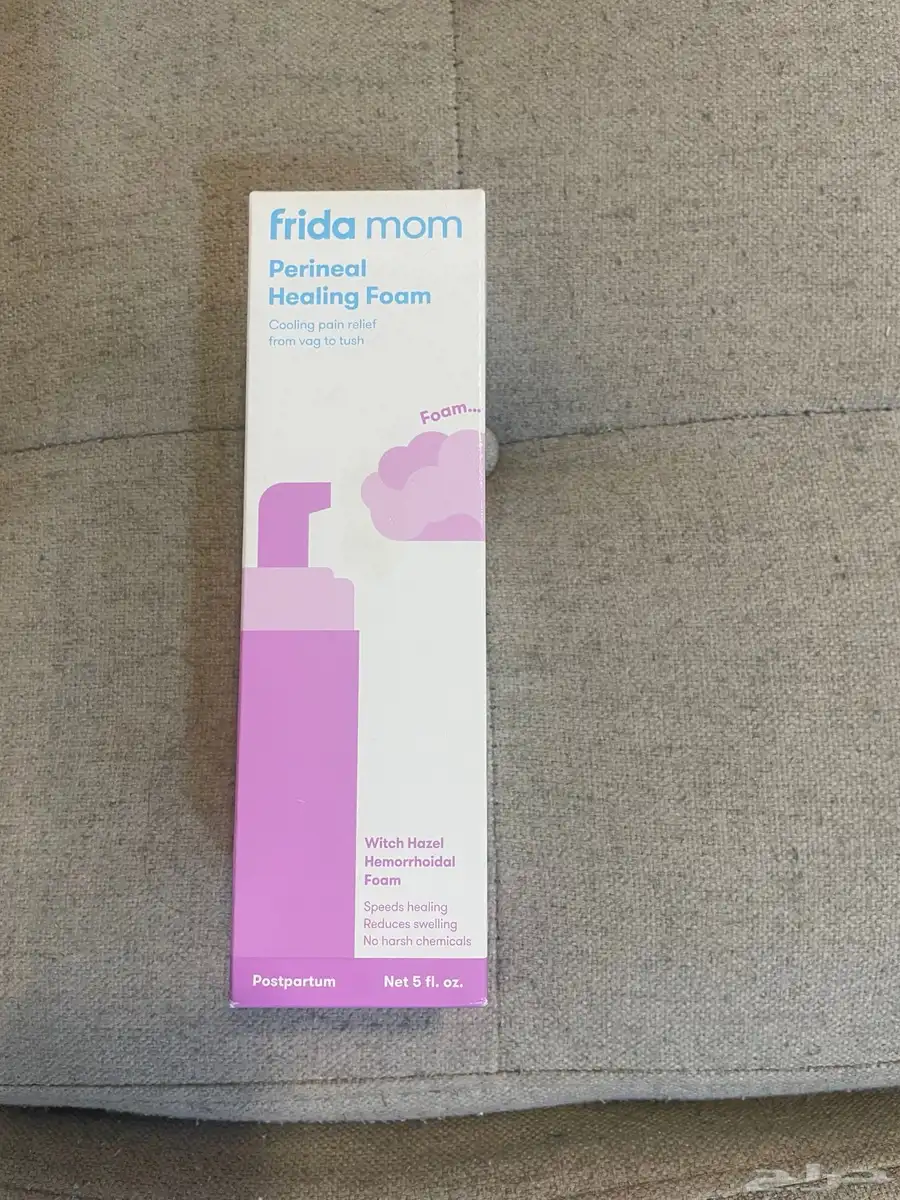 frida mom
Perineal
Healing Foam
Cooling pain relief
from vag to tush
Foam...
Witch Hazel
Hemorrhoidal
Foam
Speeds healing
Reduces swelling
No harsh chemicals
Postpartum Net 5 fl. oz.